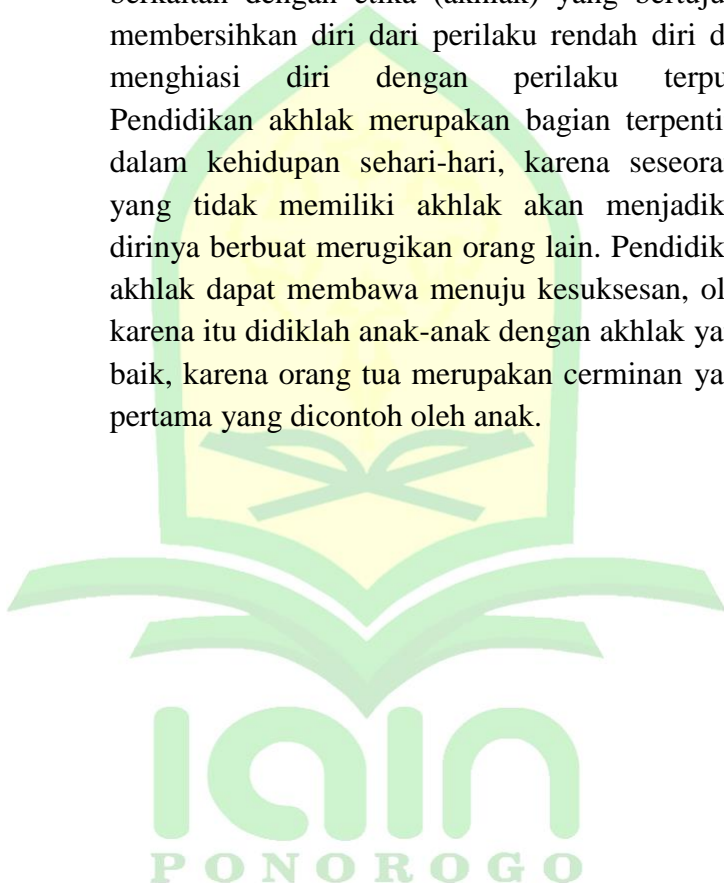 berkaitan dengan etika (akhlak) yang bertuju
membersihkan diri dari perilaku rendah diri d
menghiasi diri dengan perilaku terpu
Pendidikan akhlak merupakan bagian terpenti
dalam kehidupan sehari-hari, karena seseora
yang tidak memiliki akhlak akan menjadik
dirinya berbuat merugikan orang lain. Pendidik
akhlak dapat membawa menuju kesuksesan, ol
karena itu didiklah anak-anak dengan akhlak ya
baik, karena orang tua merupakan cerminan ya
pertama yang dicontoh oleh anak.
iain
PONOROGO